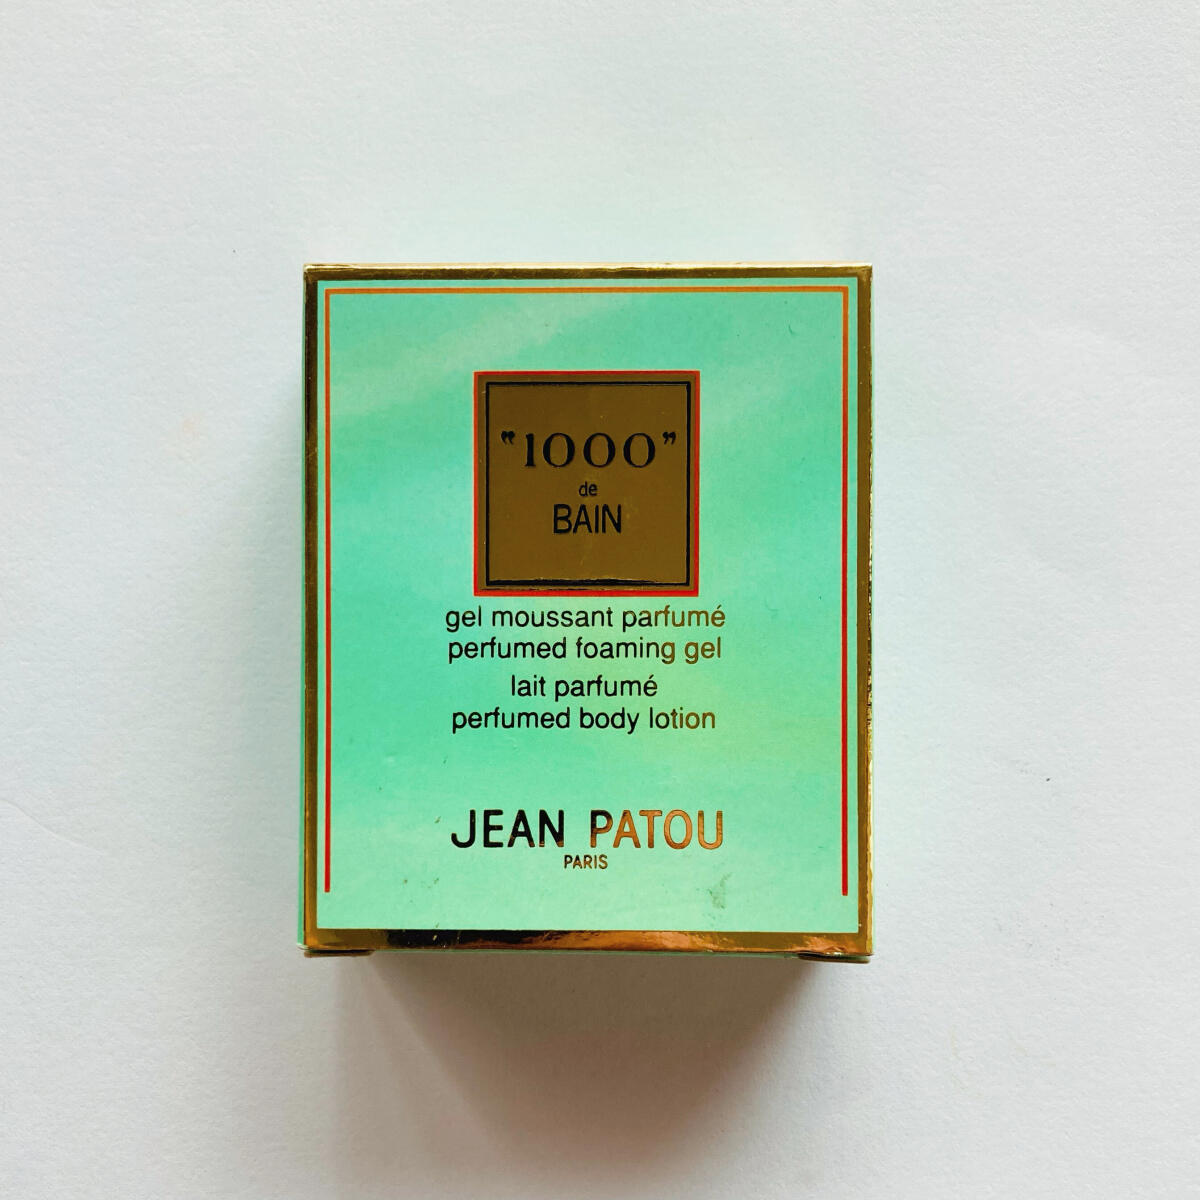 "1000"
de
BAIN
gel moussant parfumé
perfumed foaming gel
lait parfumé
perfumed body lotion
JEAN PATOU
PARIS